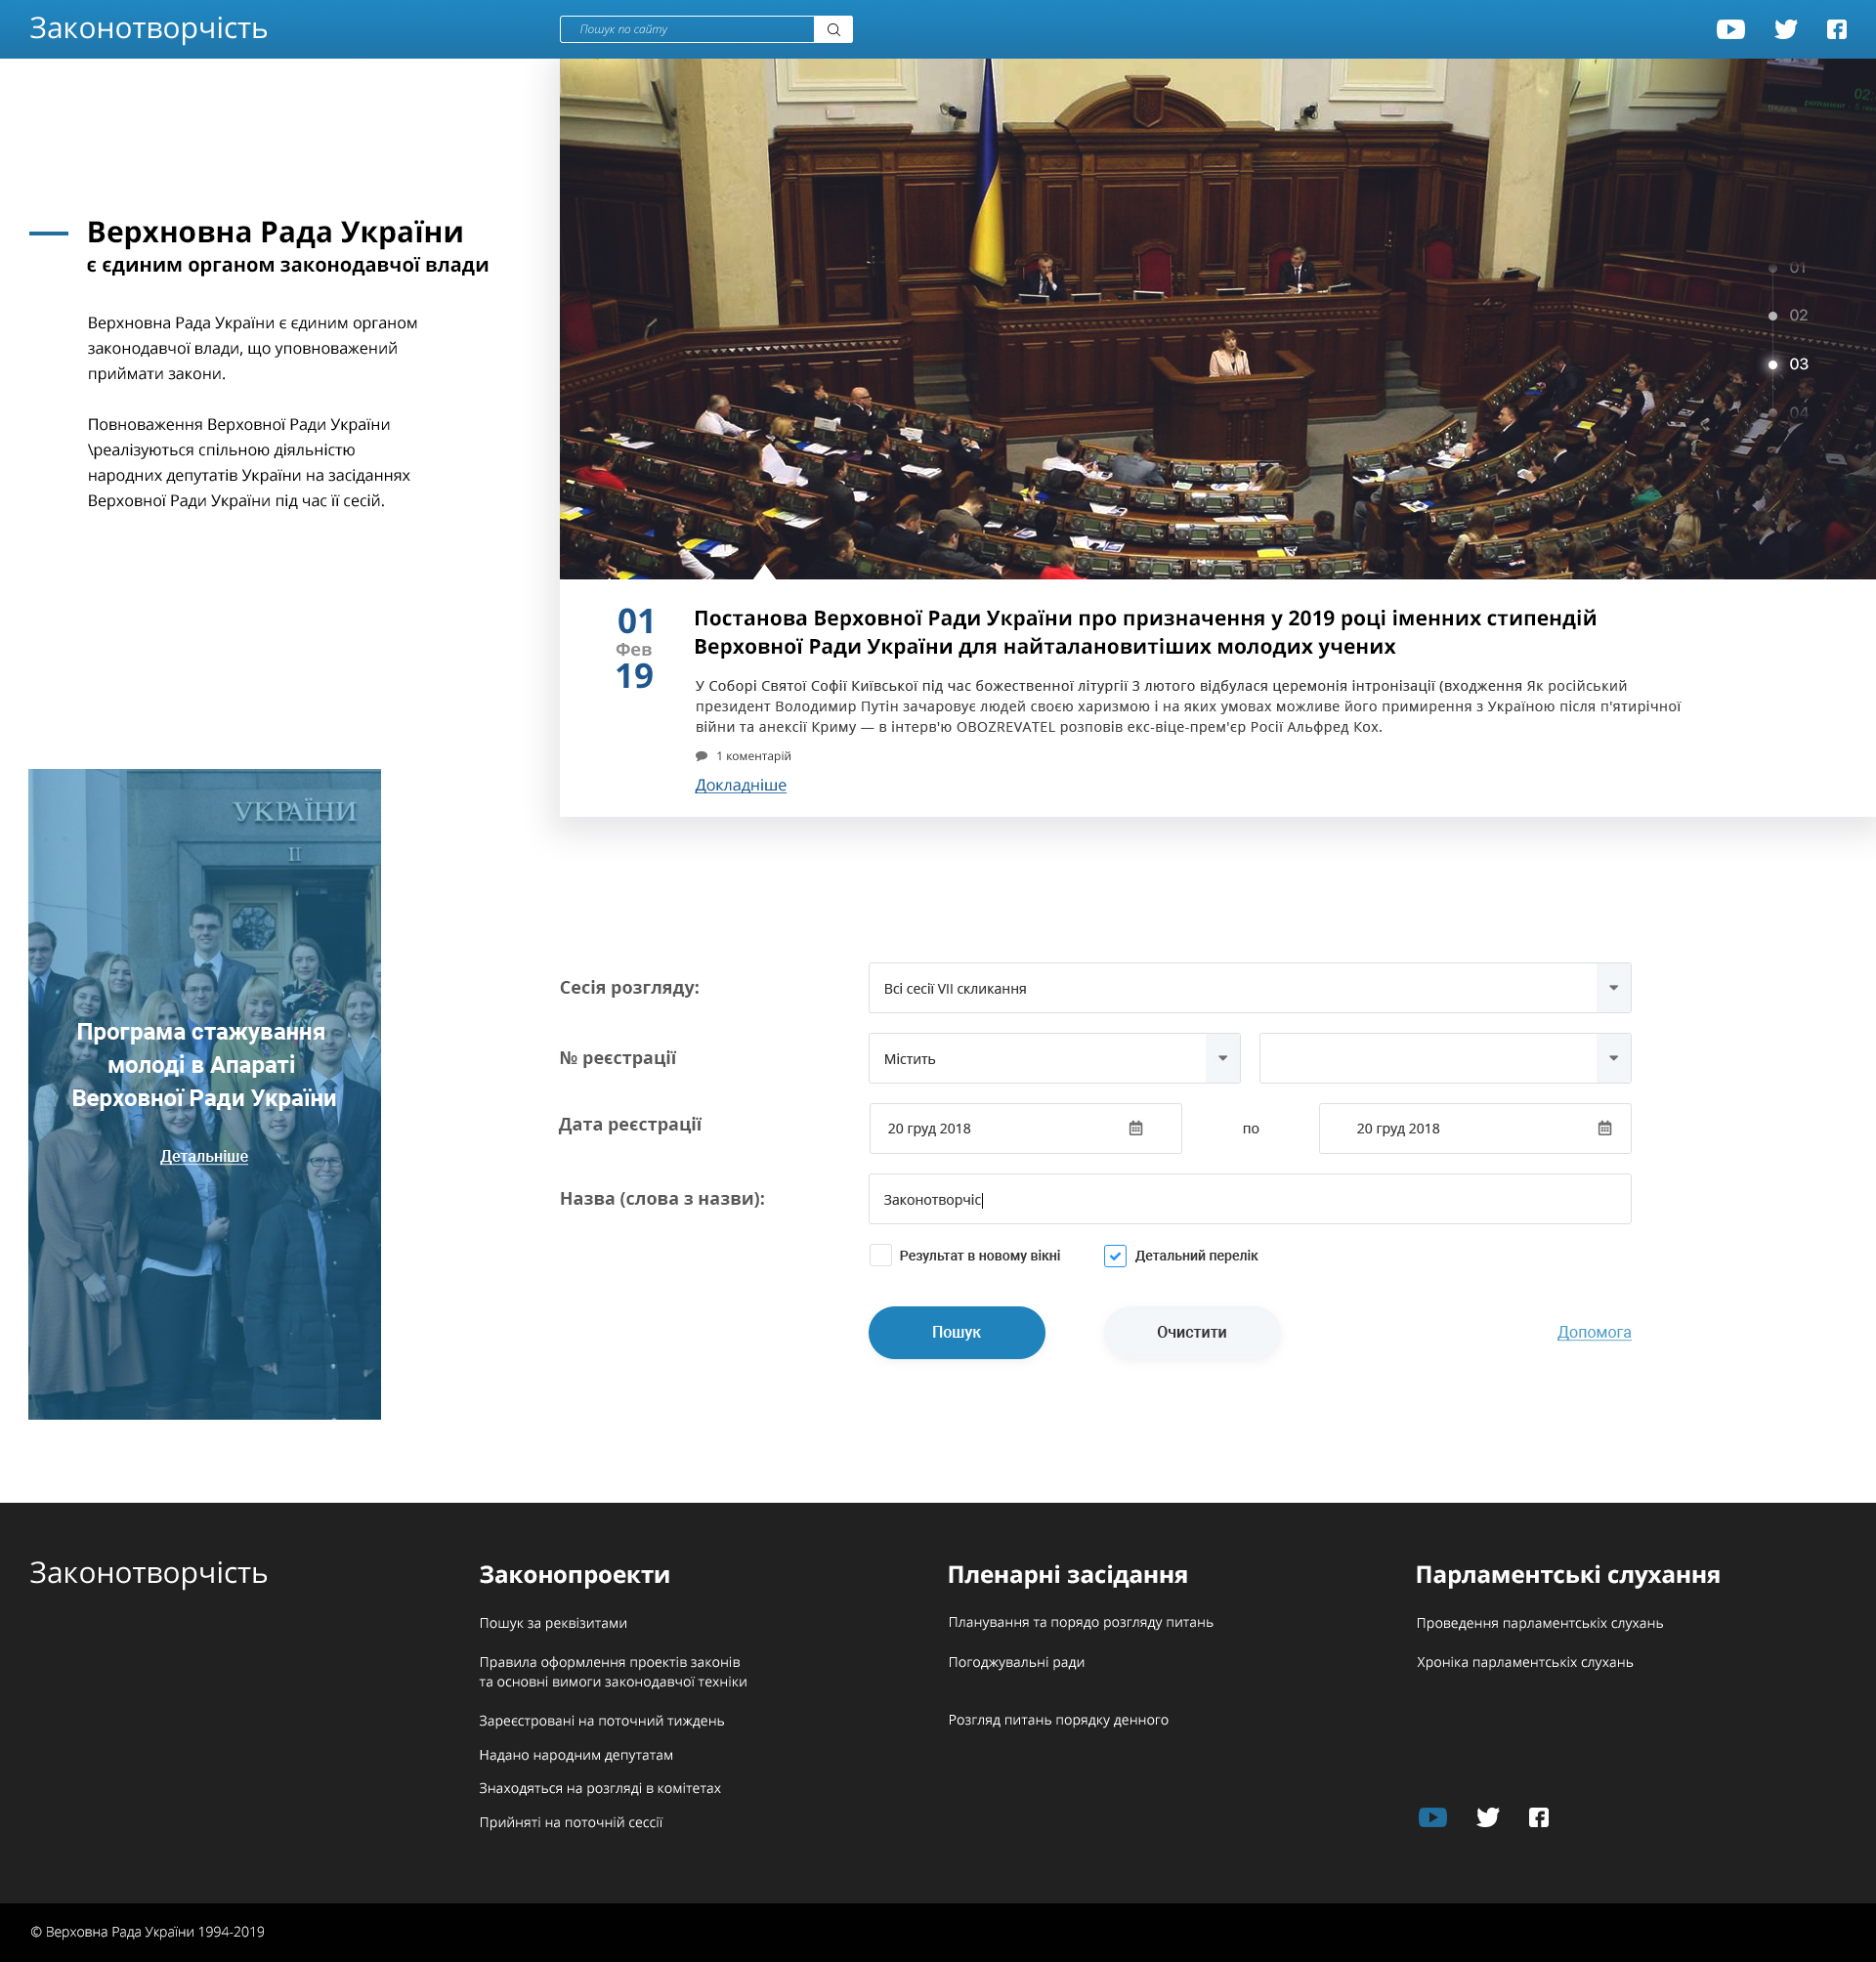 Законотворчість
Пошук по сайту
Верхновна Рада України
є єдиним органом законодавчої влади
Верхновна Рада України є єдиним органом
законодавчої влади, що уповноважений
приймати закони.
Повноваження Верховної Ради України
\реалізуються спільною діяльністю
народних депутатів України на засіданнях
Верховної Ради України під час її сесій.
01
02
03
04
01
Фев
19
Постанова Верховної Ради України про призначення у 2019 році іменних стипендій
Верховної Ради України для найталановитіших молодих учених
У Соборі Святої Софії Київської під час божественної літургії 3 лютого відбулася церемонія інтронізації (входження Як російський
президент Володимир Путін зачаровує людей своєю харизмою і на яких умовах можливе його примирення з Україною після п'ятирічної
війни та анексії Криму — в інтерв'ю OBOZREVATEL розповів екс-віце-прем'єр Росії Альфред Кох.
1 коментарій
Докладніше
УКРАЇНИ
II
Програма стажування
молоді в Апараті
Верховної Ради України
Детальніше
Сесія розгляду:
Всі сесії VII скликання
№ реєстрації
Містить
Дата реєстрації
20 груд 2018
по
20 груд 2018
Назва (слова з назви):
Законотворчіс
Результат в новому вікні
Детальний перелік
Пошук
Очистити
Допомога
Законотворчість
Законопроекти
Пошук за реквізитами
Правила оформлення проектів законів
та основні вимоги законодавчої техніки
Зареєстровані на поточний тиждень
Надано народним депутатам
Знаходяться на розгляді в комітетах
Прийняті на поточній сессії
Пленарні засідання
Планування та порядо розгляду питань
Погоджувальні ради
Розгляд питань порядку денного
Парламентські слухання
Проведення парламентськіх слухань
Хроніка парламентськіх слухань
© Верховна Рада України 1994-2019